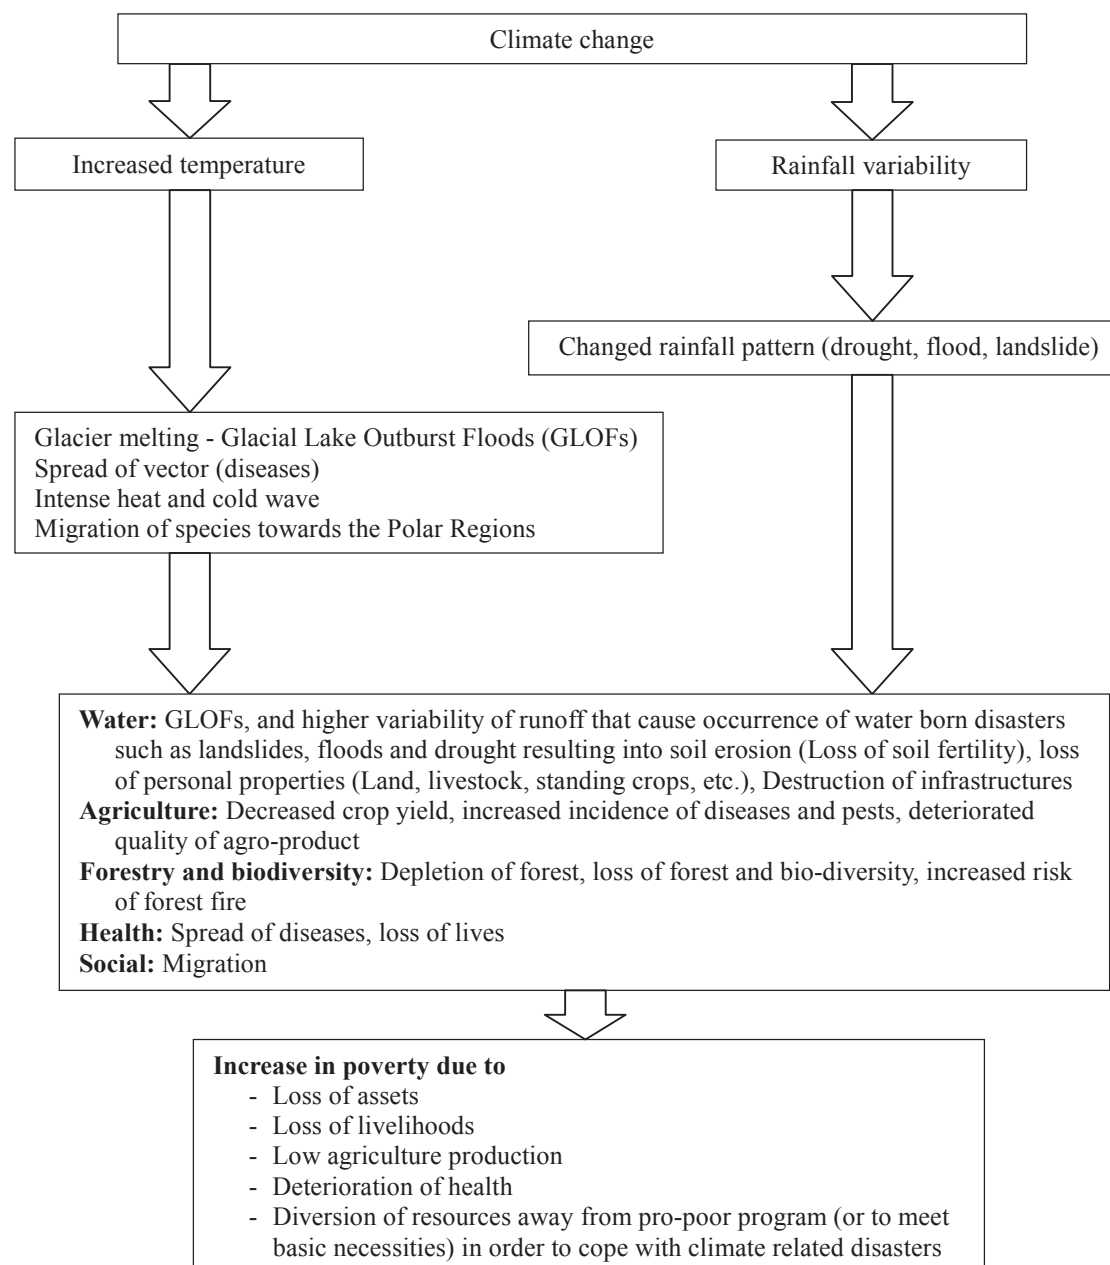 Climate change
Increased temperature
Rainfall variability
Changed rainfall pattern (drought, flood, landslide)
Glacier melting - Glacial Lake Outburst Floods (GLOFs)
Spread of vector (diseases)
Intense heat and cold wave
Migration of species towards the Polar Regions
Water: GLOFs, and higher variability of runoff that cause occurrence of water born disasters
such as landslides, floods and drought resulting into soil erosion (Loss of soil fertility), loss
of personal properties (Land, livestock, standing crops, etc.), Destruction of infrastructures
Agriculture: Decreased crop yield, increased incidence of diseases and pests, deteriorated
quality of agro-product
Forestry and biodiversity: Depletion of forest, loss of forest and bio-diversity, increased risk
of forest fire
Health: Spread of diseases, loss of lives
Social: Migration
Increase in poverty due to
- Loss of assets
- Loss of livelihoods
- Low agriculture production
- Deterioration of health
- Diversion of resources away from pro-poor program (or to meet
basic necessities) in order to cope with climate related disasters